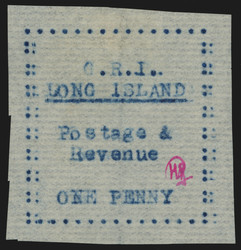 G.R.I.
LONG ISLAND
Postage &
Revenue
ONE PENNY